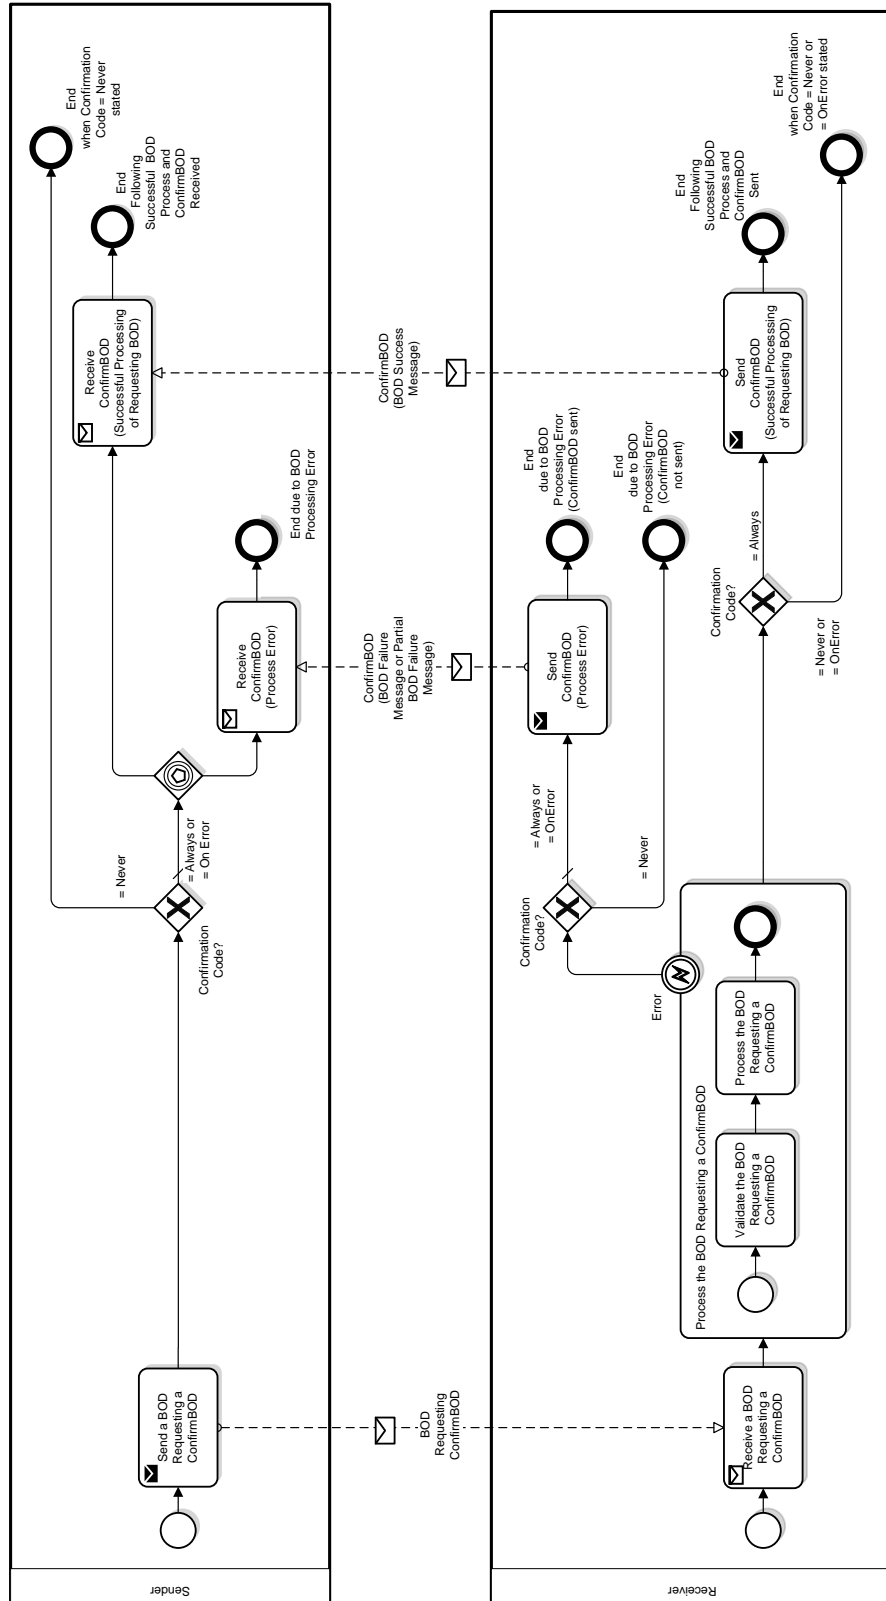 Sender
Send a BOD
Requesting a
ConfirmBOD
Confirmation
Code?
= Never
= Always or
= On Error
Receive
ConfirmBOD
(Process Error)
End due to BOD
Processing Error
Receive
ConfirmBOD
(Successful Processing
of Requesting BOD)
End
Following
Successful BOD
Process and
ConfirmBOD
Received
End
when Confirmation
Code = Never
stated
BOD
Requesting
ConfirmBOD
ConfirmBOD
(BOD Failure
Message or Partial
BOD Failure
Message)
ConfirmBOD
(BOD Success
Message)
Receiver
Receive a BOD
Requesting a
ConfirmBOD
Process the BOD Requesting a ConfirmBOD
Validate the BOD
Requesting a
ConfirmBOD
Process the BOD
Requesting a
ConfirmBOD
Error
Confirmation
Code?
= Always or
= OnError
= Never
Send
ConfirmBOD
(Process Error)
End
due to BOD
Processing Error
(ConfirmBOD sent)
End
due to BOD
Processing Error
(ConfirmBOD
not sent)
Confirmation
Code?
= Always
= Never or
= OnError
Send
ConfirmBOD
(Successful Processsing
of Requesting BOD)
End
Following
Successful BOD
Process and
ConfirmBOD
Sent
End
when Confirmation
Code = Never or
= OnError stated